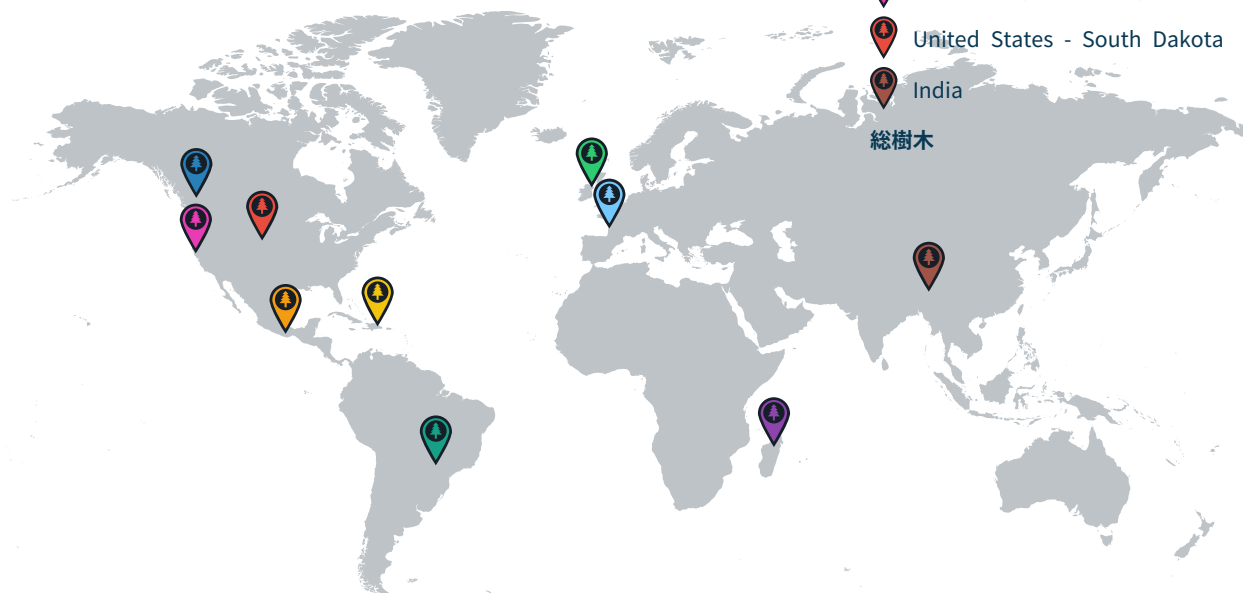 United States - South Dakota
India
総樹木